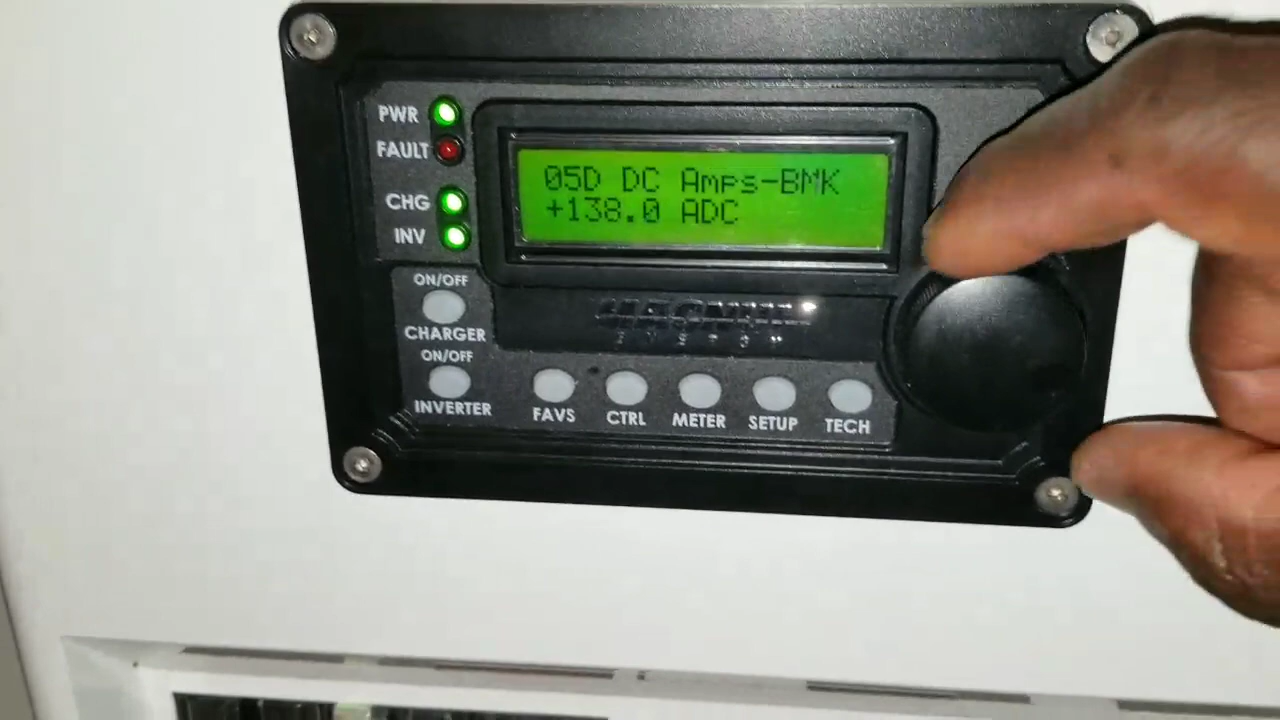 PWR
FAULT
CHG
INV
05D DC Amps-BMK
+138.0 ADC
ON/OFF
CHARGER
ON/OFF
INVERTER
MAGNUM
FAVS
CTRL
METER
SETUP
TECH